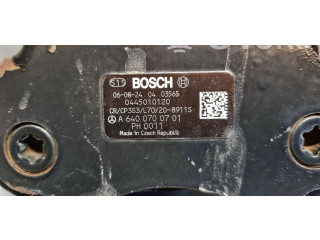 BOSCH
06-08-24 04 03565
0445010120
CR/CP3S3/L70/20-8911S
A 640 070 07 01
PH 0011
Made in Czech Republic